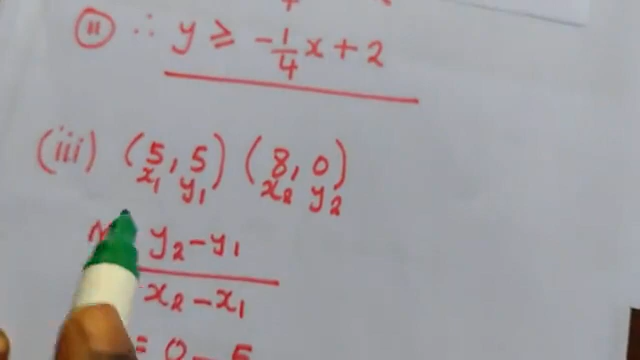 (ii) ∴ y ≥ -1/4 x + 2
(iii) (5, 5) (8, 0)
x₁ y₁ x₂ y₂
y₂ - y₁
x₂ - x₁
= 0 - 5